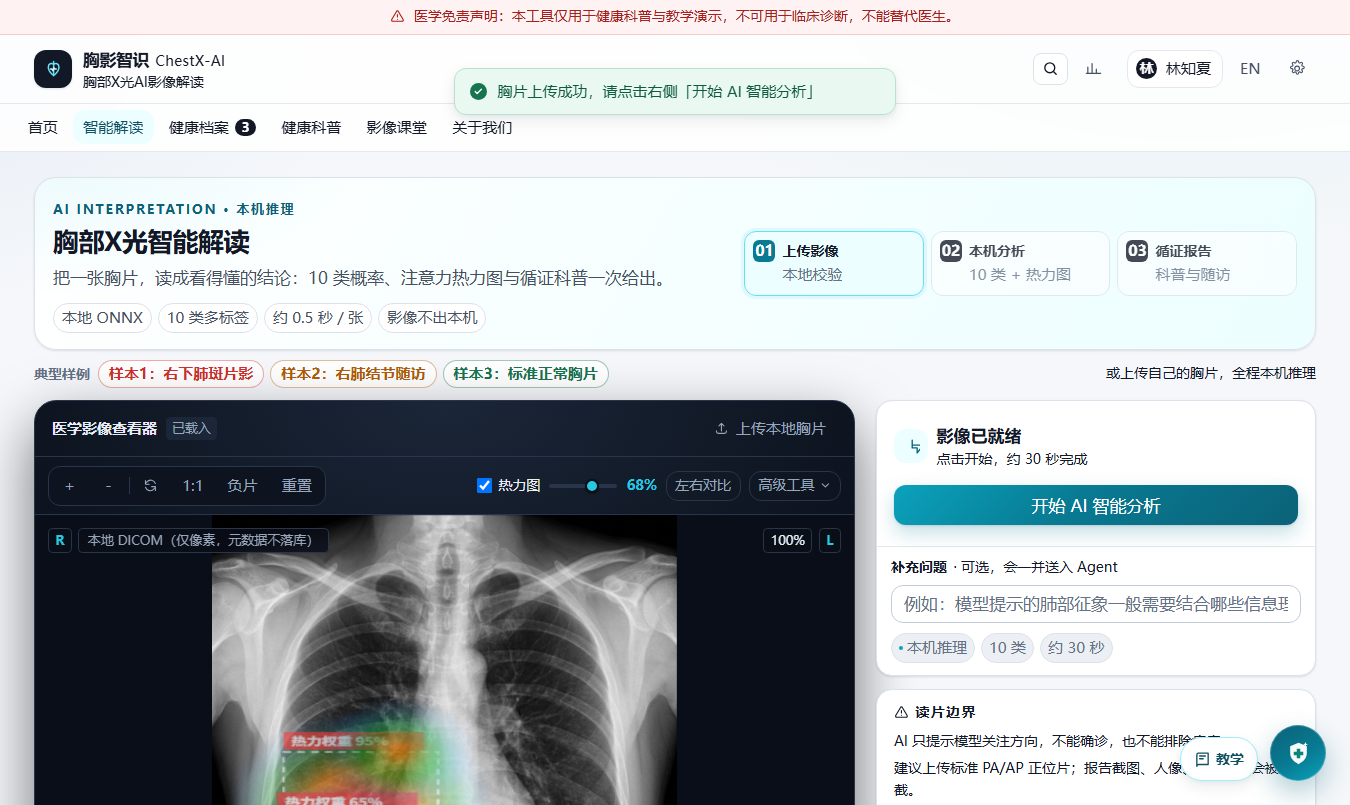 医学免责声明：本工具仅用于健康科普与教学演示，不可用于临床诊断，不能替代医生。
胸影智识 ChestX-AI
胸部X光AI影像解读
林 林知夏 EN
胸片上传成功，请点击右侧「开始 AI 智能分析」
首页 智能解读 健康档案 3 健康科普 影像课堂 关于我们
AI INTERPRETATION • 本机推理
胸部X光智能解读
把一张胸片，读成看得懂的结论：10 类概率、注意力热力图与循证科普一次给出。
本地 ONNX 10 类多标签 约 0.5 秒 / 张 影像不出本机
01 上传影像
本地校验
02 本机分析
10 类 + 热力图
03 循证报告
科普与随访
典型样例 样本1：右下肺斑片影 样本2：右肺结节随访 样本3：标准正常胸片
或上传自己的胸片，全程本机推理
医学影像查看器 已载入 上传本地胸片
+ - 1:1 负片 重置 热力图 68% 左右对比 高级工具
R 本地 DICOM（仅像素，元数据不落库） 100% L
热力权重 95%
热力权重 65%
影像已就绪
点击开始，约 30 秒完成
开始 AI 智能分析
补充问题 · 可选，会一并送入 Agent
例如：模型提示的肺部征象一般需要结合哪些信息
• 本机推理 10 类 约 30 秒
读片边界
AI 只提示模型关注方向，不能确诊，也不能排除
建议上传标准 PA/AP 正位片；报告截图、人像 会被
截。
教学